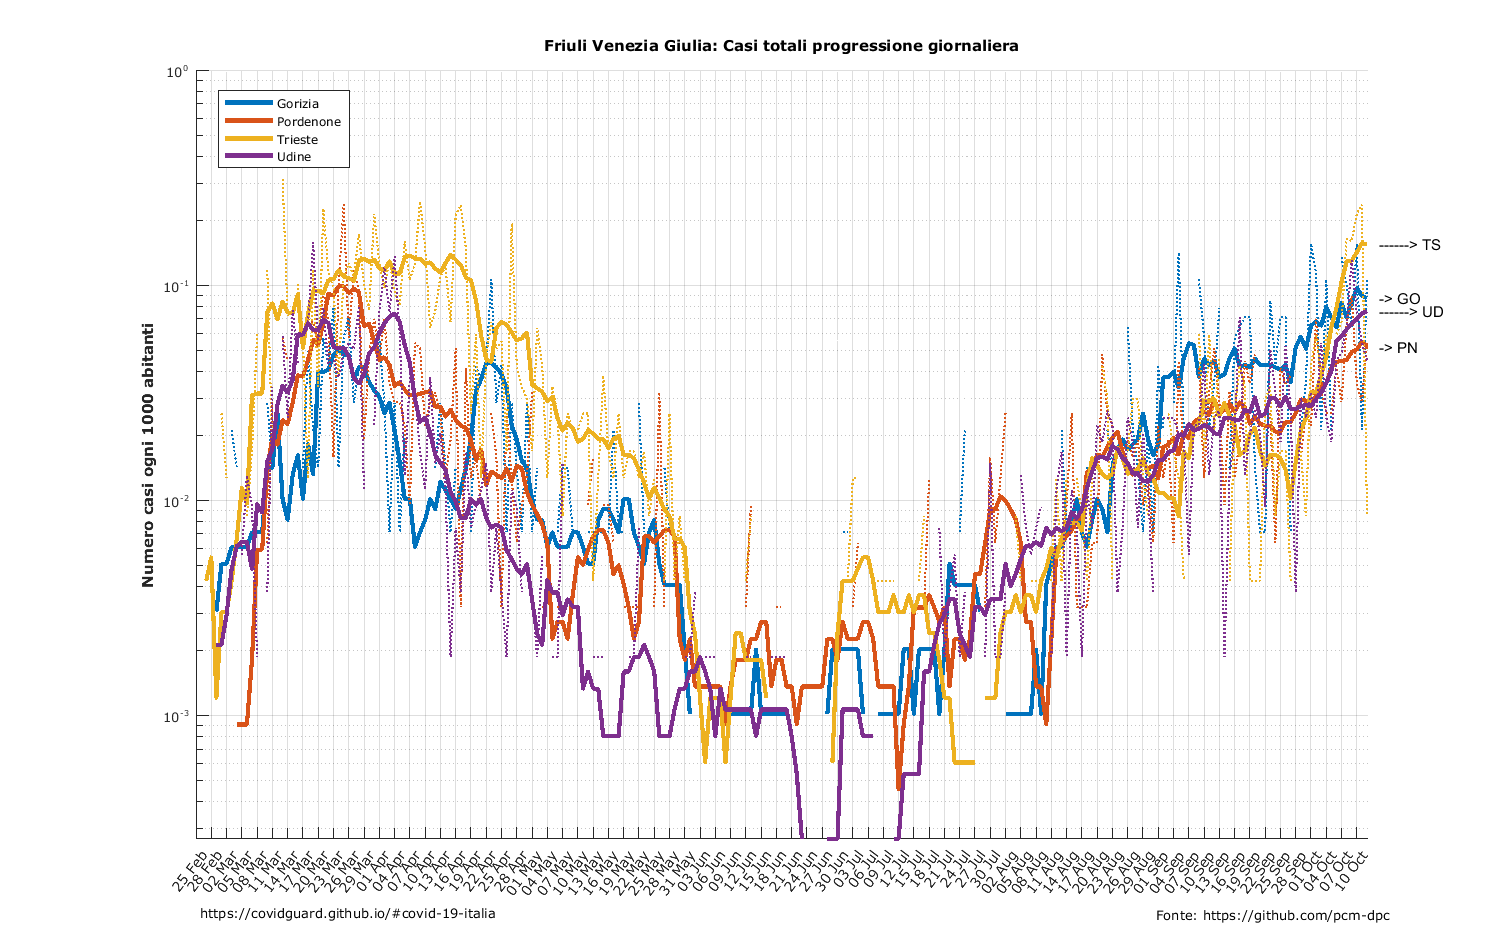 Friuli Venezia Giulia: Casi totali progressione giornaliera
Numero casi ogni 1000 abitanti
10⁰
10⁻¹
10⁻²
10⁻³
Gorizia
Pordenone
Trieste
Udine
------> TS
-> GO
------> UD
-> PN
25 Feb
28 Feb
02 Mar
05 Mar
08 Mar
11 Mar
14 Mar
17 Mar
20 Mar
23 Mar
26 Mar
29 Mar
01 Apr
04 Apr
07 Apr
10 Apr
13 Apr
16 Apr
19 Apr
22 Apr
25 Apr
28 Apr
01 May
04 May
07 May
10 May
13 May
16 May
19 May
22 May
25 May
28 May
31 May
03 Jun
06 Jun
09 Jun
12 Jun
15 Jun
18 Jun
21 Jun
24 Jun
27 Jun
30 Jun
03 Jul
06 Jul
09 Jul
12 Jul
15 Jul
18 Jul
21 Jul
24 Jul
27 Jul
30 Jul
02 Aug
05 Aug
08 Aug
11 Aug
14 Aug
17 Aug
20 Aug
23 Aug
26 Aug
29 Aug
01 Sep
04 Sep
07 Sep
10 Sep
13 Sep
16 Sep
19 Sep
22 Sep
25 Sep
28 Sep
01 Oct
04 Oct
07 Oct
10 Oct
https://covidguard.github.io/#covid-19-italia
Fonte: https://github.com/pcm-dpc